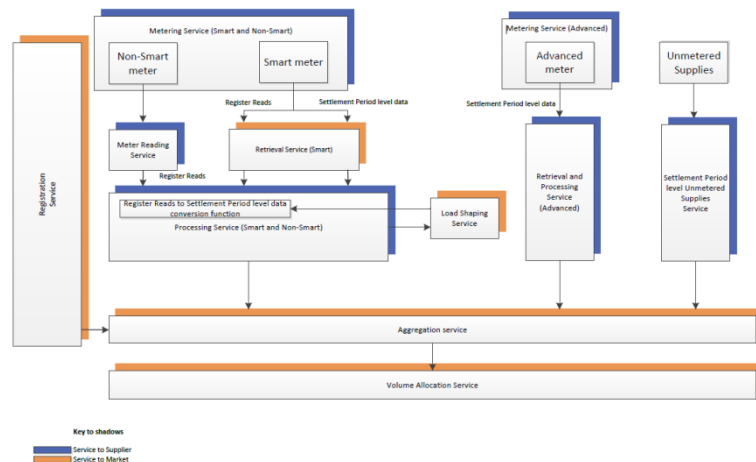 Metering Service (Smart and Non-Smart)
Non-Smart
meter
Smart meter
Metering Service (Advanced)
Advanced
meter
Unmetered
Supplies
Register Reads
Settlement Period level data
Settlement Period level data
Meter Reading
Service
Retrieval Service (Smart)
Register Reads
Registration
Service
Retrieval and
Processing
Service
(Advanced)
Settlement Period
level Unmetered
Supplies
Service
Register Reads to Settlement Period level data
conversion function
Processing Service (Smart and Non-Smart)
Load Shaping
Service
Aggregation service
Volume Allocation Service
Key to shadows
Service to Supplier
Service to Market